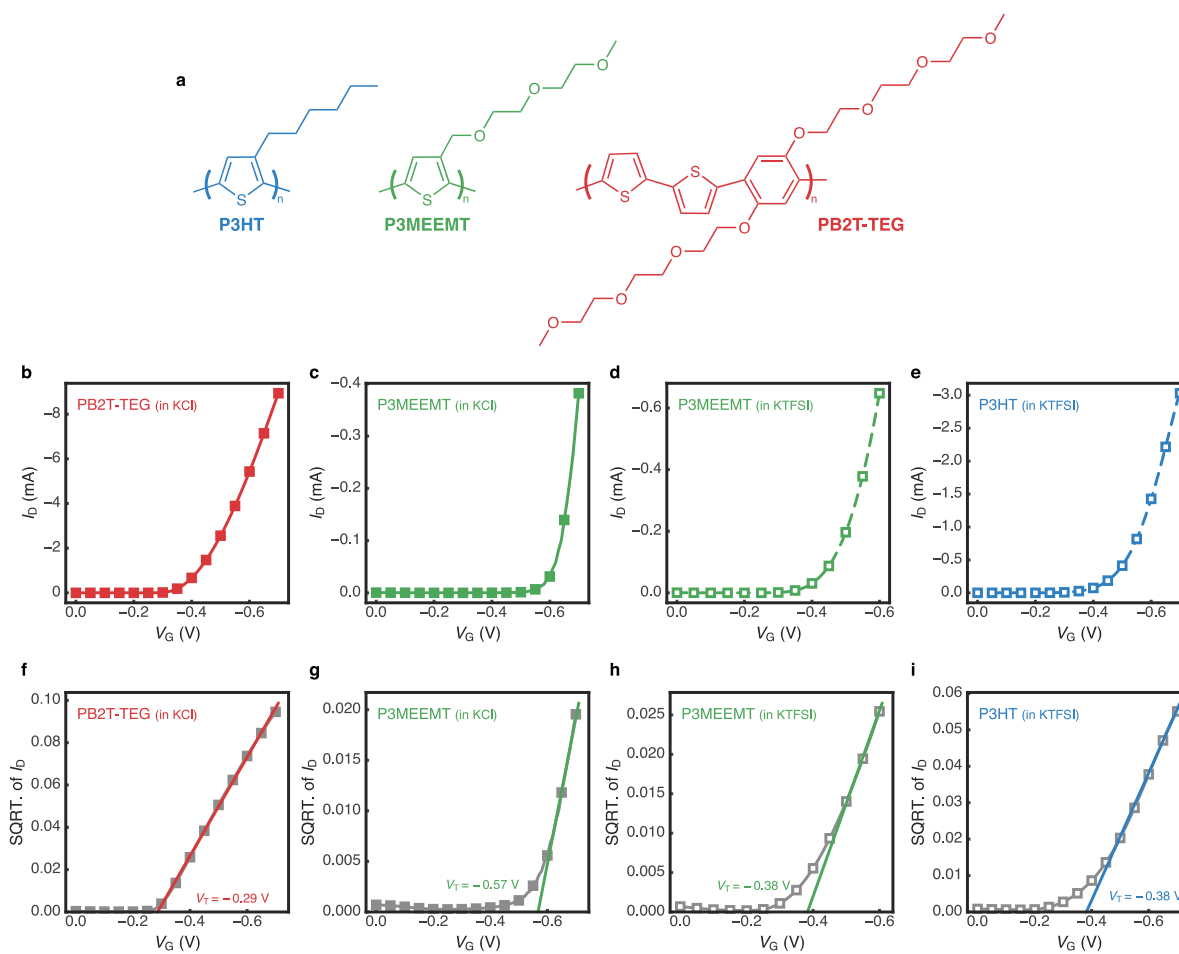 a
O
O
O
O
O
O
O
S
S
S
S
O
O
O
O
( )n
( )n
( )n
P3HT
P3MEEMT
PB2T-TEG
b
PB2T-TEG (in KCl)
−8
−6
−4
−2
0
ID (mA)
0.0 −0.2 −0.4 −0.6
VG (V)
c
P3MEEMT (in KCl)
−0.4
−0.3
−0.2
−0.1
0.0
ID (mA)
0.0 −0.2 −0.4 −0.6
VG (V)
d
P3MEEMT (in KTFSI)
−0.6
−0.4
−0.2
0.0
ID (mA)
0.0 −0.2 −0.4 −0.6
VG (V)
e
P3HT (in KTFSI)
−3.0
−2.5
−2.0
−1.5
−1.0
−0.5
0.0
ID (mA)
0.0 −0.2 −0.4 −0.6
VG (V)
f
PB2T-TEG (in KCl)
0.10
0.08
0.06
0.04
0.02
0.00
SQRT. of ID
VT = −0.29 V
0.0 −0.2 −0.4 −0.6
VG (V)
g
P3MEEMT (in KCl)
0.020
0.015
0.010
0.005
0.000
SQRT. of ID
VT = −0.57 V
0.0 −0.2 −0.4 −0.6
VG (V)
h
P3MEEMT (in KTFSI)
0.025
0.020
0.015
0.010
0.005
0.000
SQRT. of ID
VT = −0.38 V
0.0 −0.2 −0.4 −0.6
VG (V)
i
P3HT (in KTFSI)
0.06
0.05
0.04
0.03
0.02
0.01
0.00
SQRT. of ID
VT = −0.38 V
0.0 −0.2 −0.4 −0.6
VG (V)